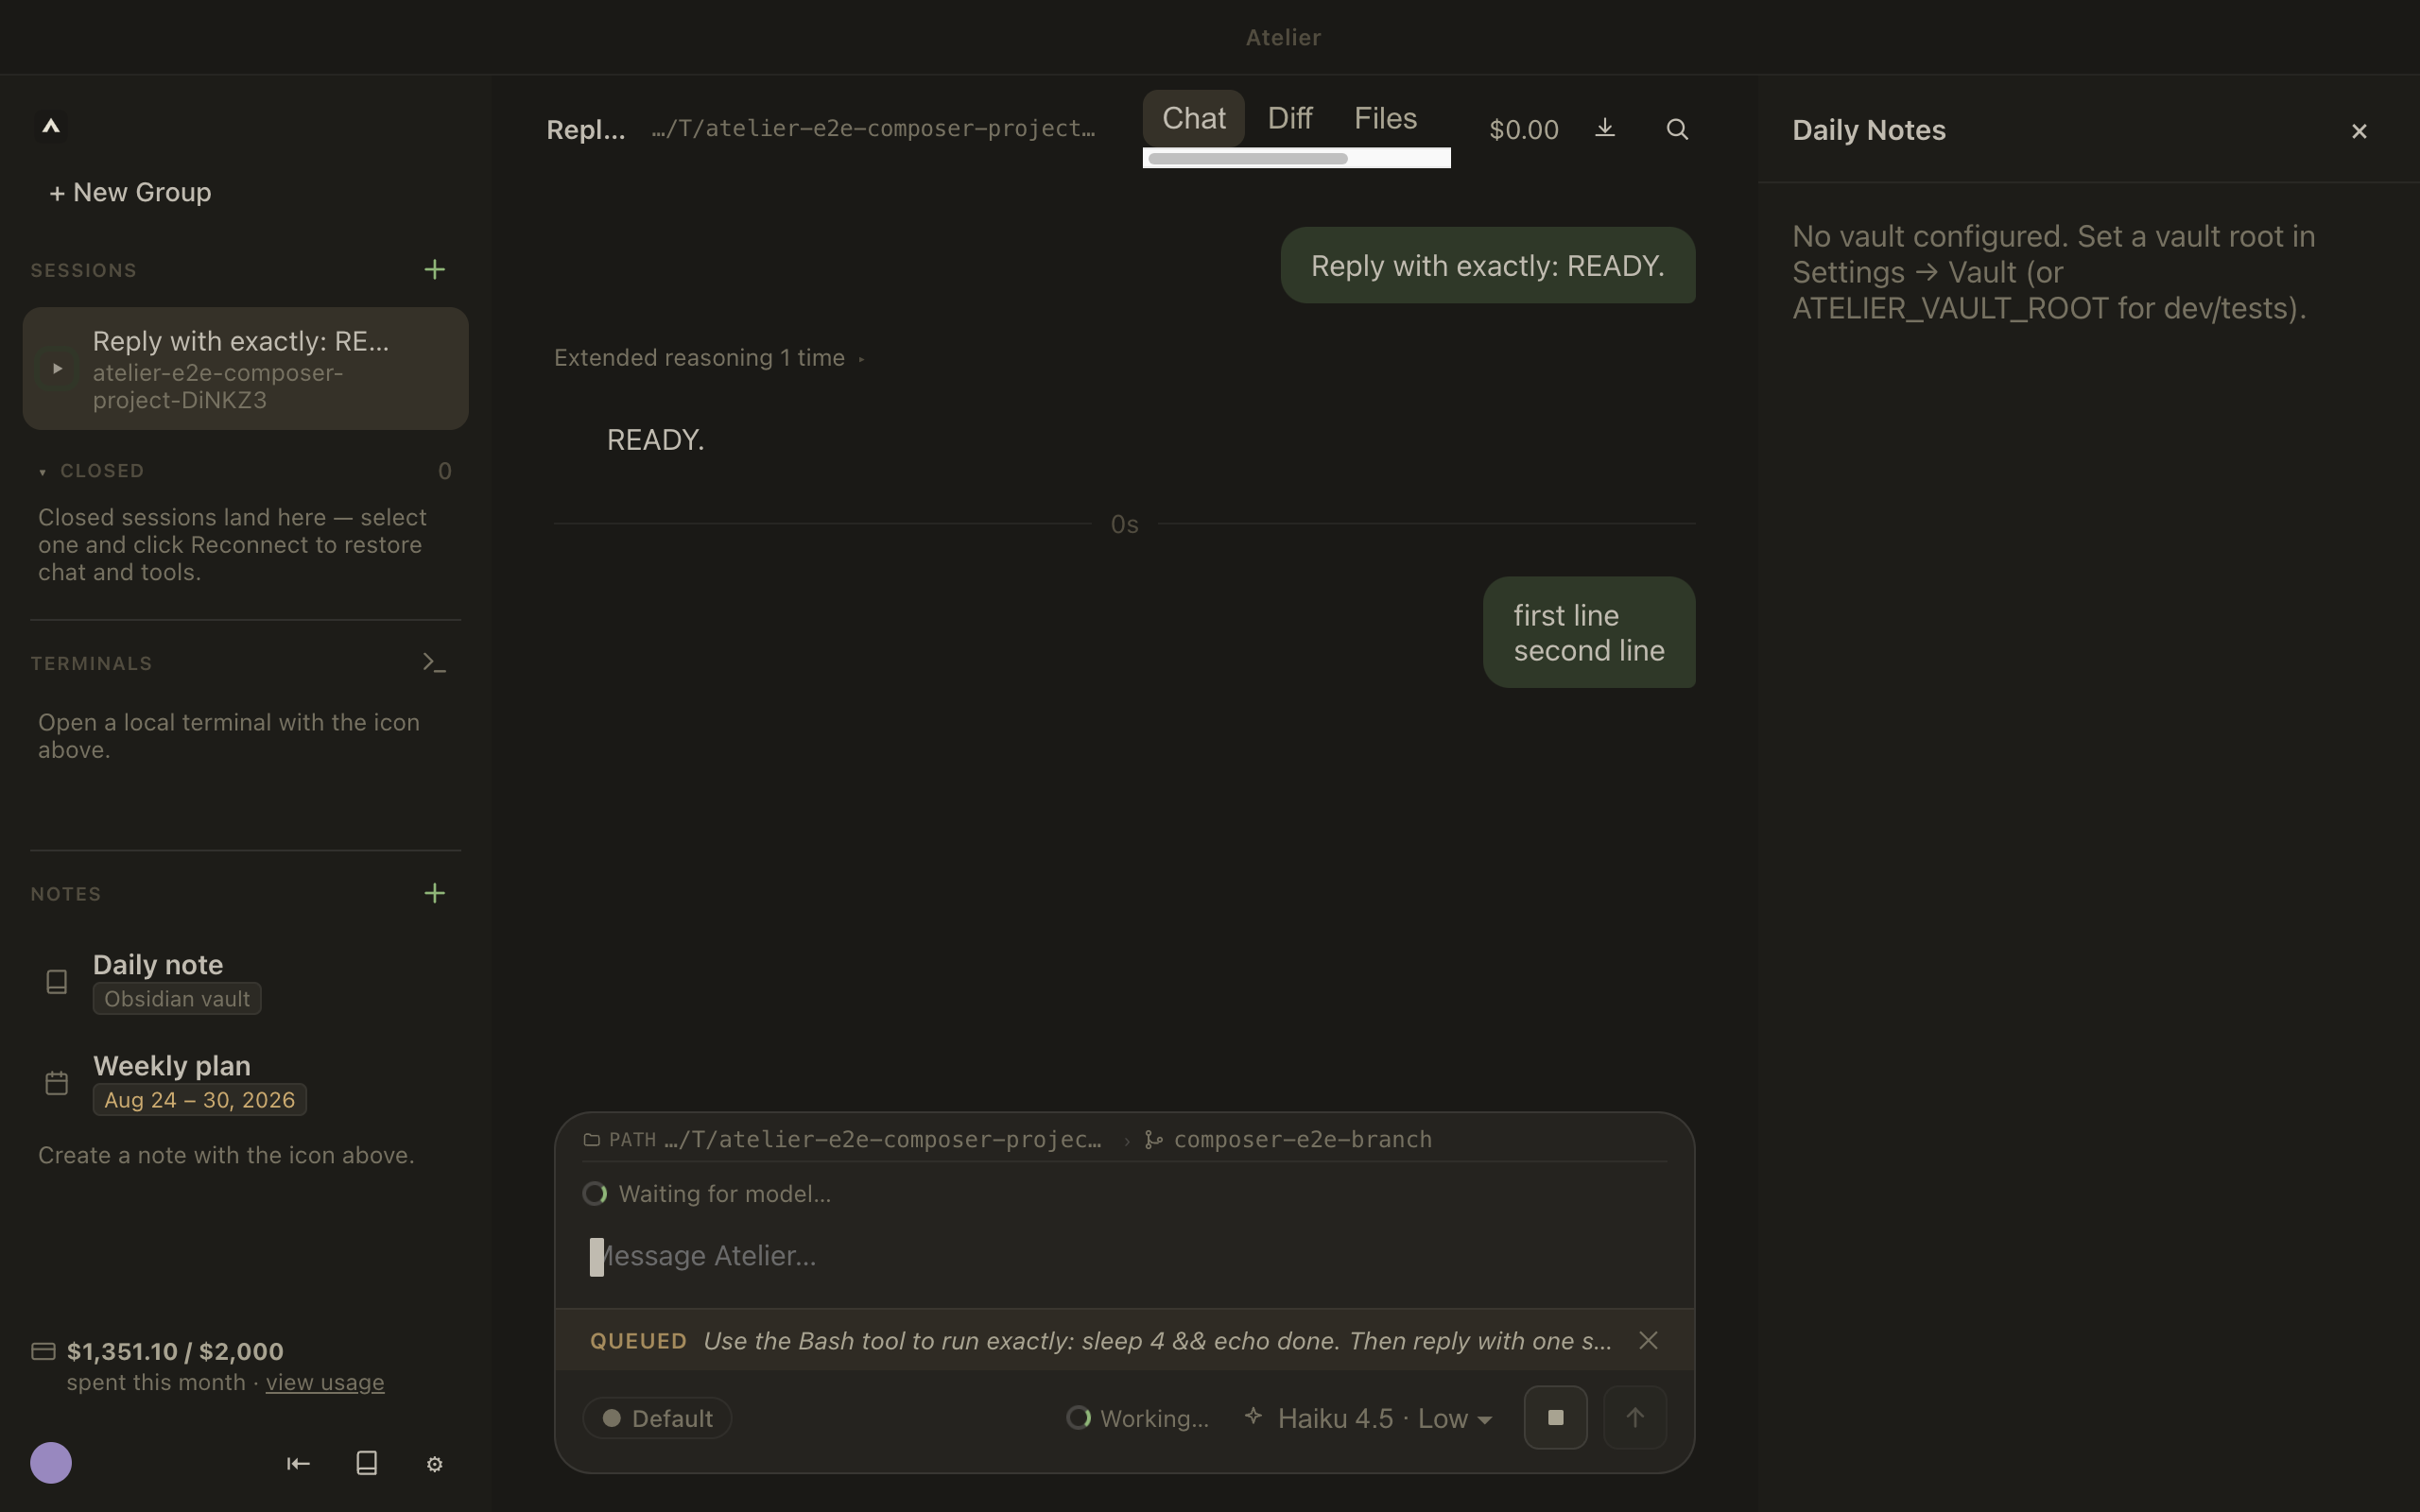 Atelier
+ New Group
SESSIONS
Reply with exactly: RE…
atelier-e2e-composer-
project-DiNKZ3
CLOSED 0
Closed sessions land here — select
one and click Reconnect to restore
chat and tools.
TERMINALS
Open a local terminal with the icon
above.
NOTES
Daily note
Obsidian vault
Weekly plan
Aug 24 – 30, 2026
Create a note with the icon above.
$1,351.10 / $2,000
spent this month · view usage
Repl… …/T/atelier-e2e-composer-project… Chat Diff Files $0.00
Reply with exactly: READY.
Extended reasoning 1 time
READY.
0s
first line
second line
PATH …/T/atelier-e2e-composer-projec… › composer-e2e-branch
Waiting for model…
Message Atelier…
QUEUED Use the Bash tool to run exactly: sleep 4 && echo done. Then reply with one s…
Default Working… Haiku 4.5 · Low
Daily Notes
No vault configured. Set a vault root in
Settings → Vault (or
ATELIER_VAULT_ROOT for dev/tests).